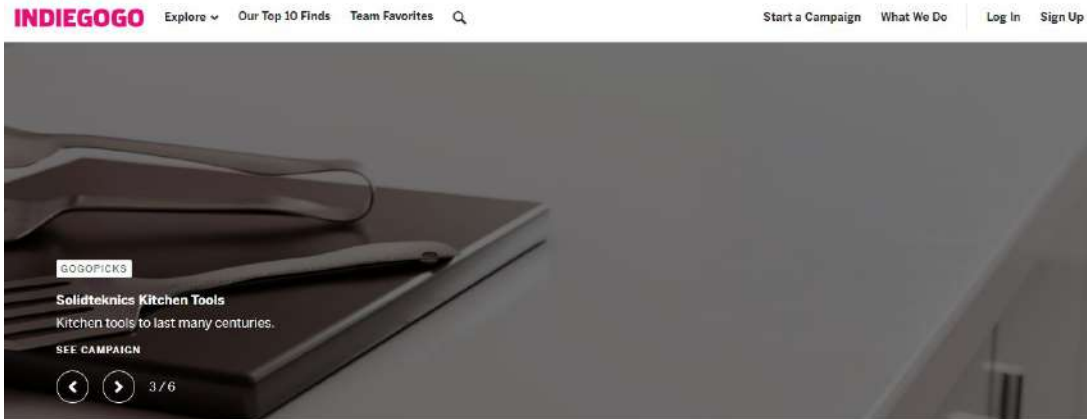 INDIEGOGO Explore Our Top 10 Finds Team Favorites Start a Campaign What We Do Log In Sign Up
GOGOPICKS
Solidteknics Kitchen Tools
Kitchen tools to last many centuries.
SEE CAMPAIGN
3/6